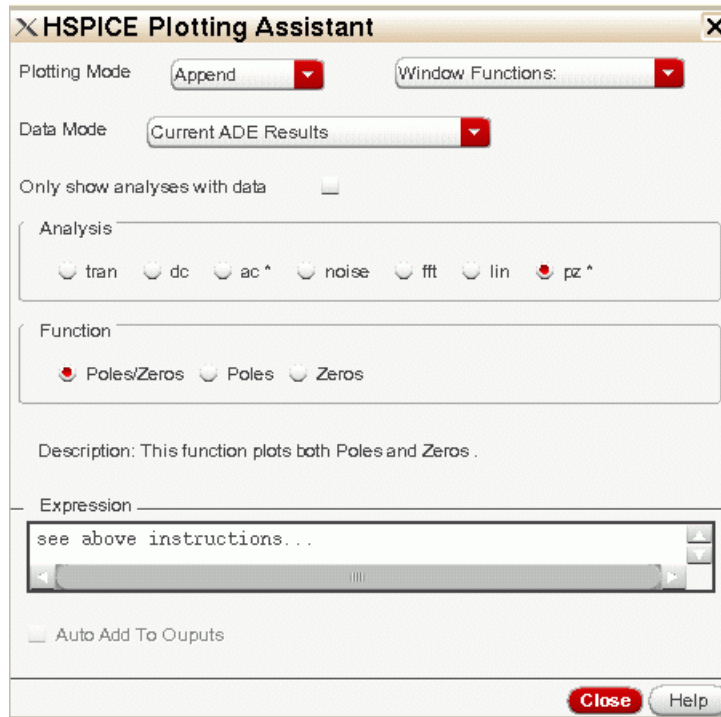 HSPICE Plotting Assistant
Plotting Mode Append Window Functions:
Data Mode Current ADE Results
Only show analyses with data
Analysis
tran dc ac * noise fft lin pz *
Function
Poles/Zeros Poles Zeros
Description: This function plots both Poles and Zeros .
Expression
see above instructions...
Auto Add To Ouputs
Close Help